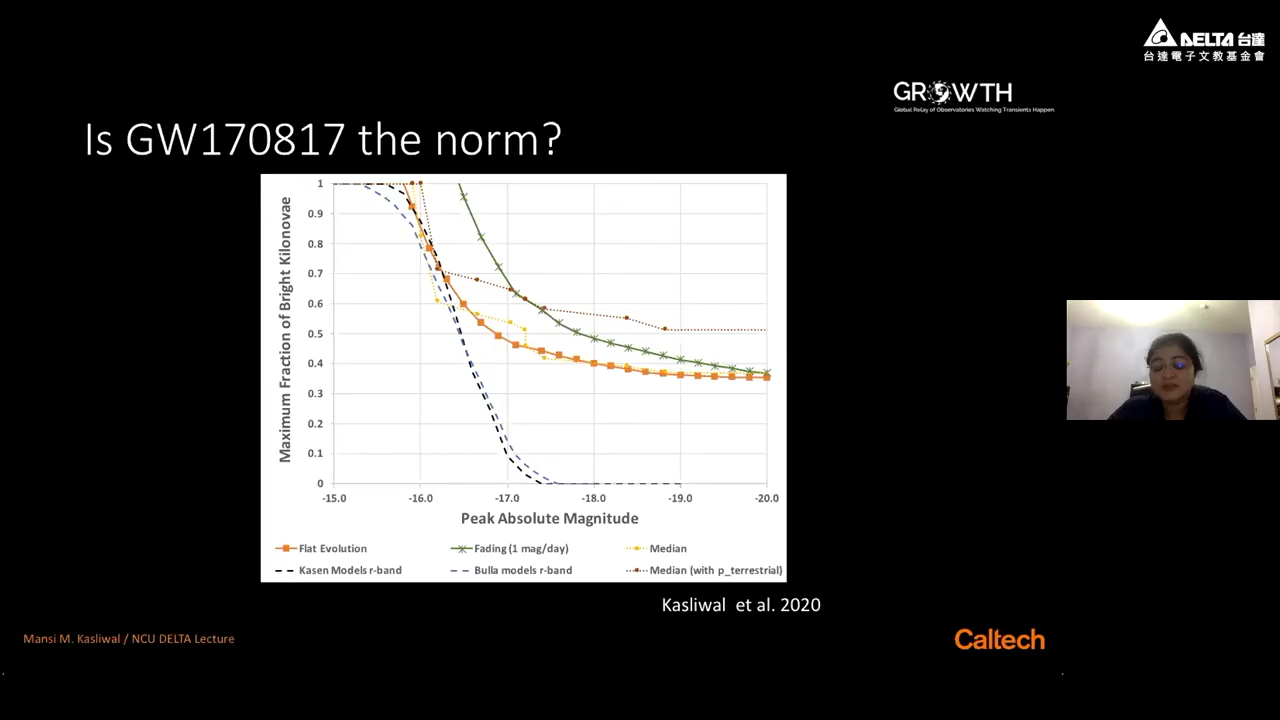 DELTA 台達
台達電子文教基金會
GROWTH
Global Relay of Observatories Watching Transients Happen
Is GW170817 the norm?
Maximum Fraction of Bright Kilonovae
1
0.9
0.8
0.7
0.6
0.5
0.4
0.3
0.2
0.1
0
-15.0 -16.0 -17.0 -18.0 -19.0 -20.0
Peak Absolute Magnitude
Flat Evolution Fading (1 mag/day) Median
Kasen Models r-band Bulla models r-band Median (with p_terrestrial)
Kasliwal et al. 2020
Mansi M. Kasliwal / NCU DELTA Lecture
Caltech